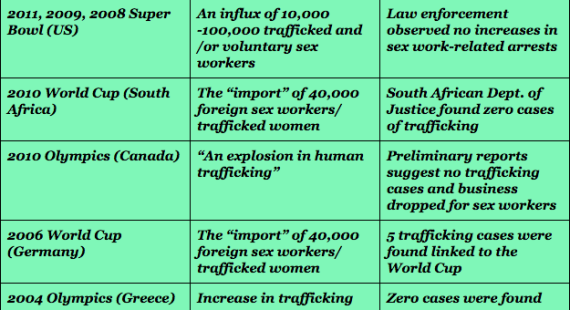 2011, 2009, 2008 Super
Bowl (US)
An influx of 10,000
-100,000 trafficked and
/or voluntary sex
workers
Law enforcement
observed no increases in
sex work-related arrests
2010 World Cup (South
Africa)
The “import” of 40,000
foreign sex workers/
trafficked women
South African Dept. of
Justice found zero cases
of trafficking
2010 Olympics (Canada)
“An explosion in human
trafficking”
Preliminary reports
suggest no trafficking
cases and business
dropped for sex workers
2006 World Cup
(Germany)
The “import” of 40,000
foreign sex workers/
trafficked women
5 trafficking cases were
found linked to the
World Cup
2004 Olympics (Greece)
Increase in trafficking
Zero cases were found